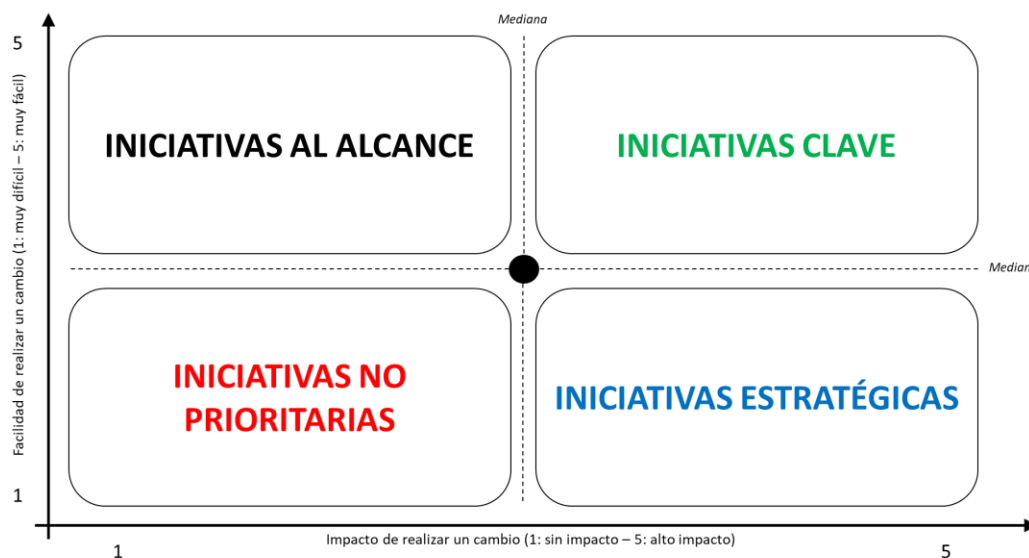 Mediana
5
INICIATIVAS AL ALCANCE
INICIATIVAS CLAVE
Facilidad de realizar un cambio (1: muy difícil – 5: muy fácil)
Median
INICIATIVAS NO
PRIORITARIAS
INICIATIVAS ESTRATÉGICAS
1
1
Impacto de realizar un cambio (1: sin impacto – 5: alto impacto)
5